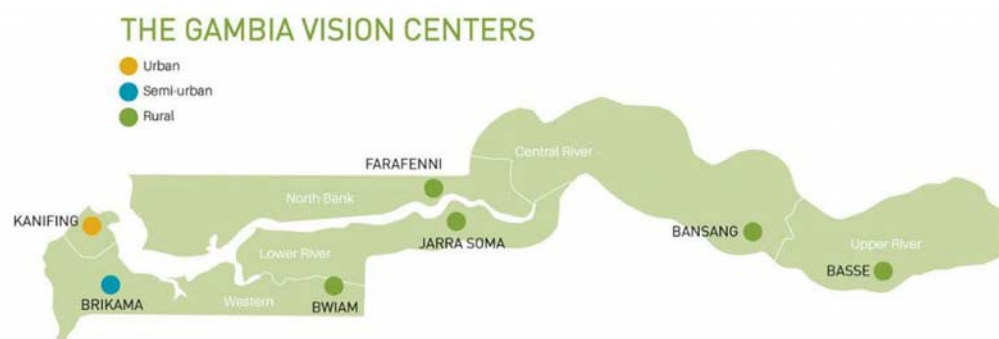 THE GAMBIA VISION CENTERS
Urban
Semi-urban
Rural
Central River
FARAFENNI
North Bank
KANIFING
JARRA SOMA
BANSANG
Upper River
Lower River
BASSE
Western
BRIKAMA
BWIAM